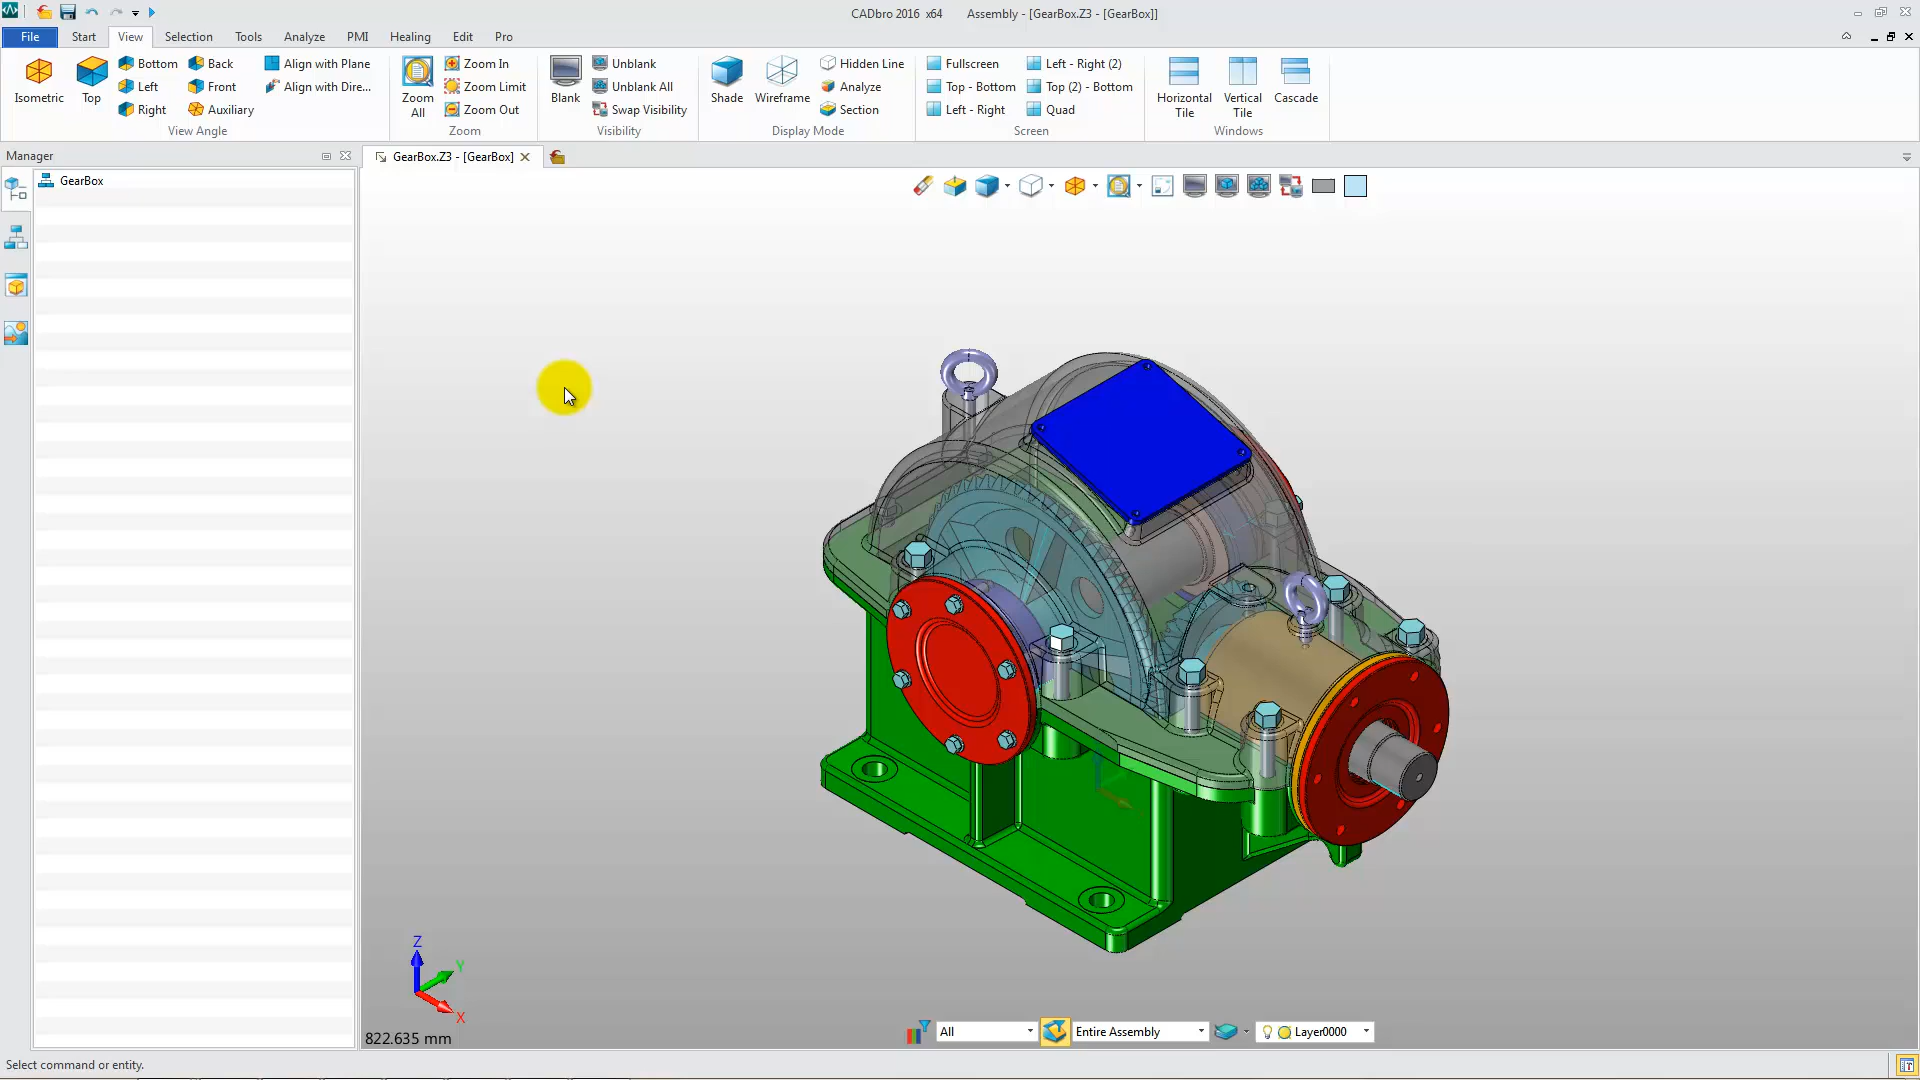 CADbro 2016 x64 Assembly - [GearBox.Z3 - [GearBox]]
File Start View Selection Tools Analyze PMI Healing Edit Pro
Isometric
Top
Bottom
Left
Right
Back
Front
Auxiliary
Align with Plane
Align with Dire...
View Angle
Zoom All
Zoom In
Zoom Limit
Zoom Out
Zoom
Blank
Unblank
Unblank All
Swap Visibility
Visibility
Shade
Wireframe
Hidden Line
Analyze
Section
Display Mode
Fullscreen
Top - Bottom
Left - Right
Left - Right (2)
Top (2) - Bottom
Quad
Screen
Horizontal Tile
Vertical Tile
Cascade
Windows
Manager
GearBox.Z3 - [GearBox]
GearBox
Z
Y
X
822.635 mm
All
Entire Assembly
Layer0000
Select command or entity.